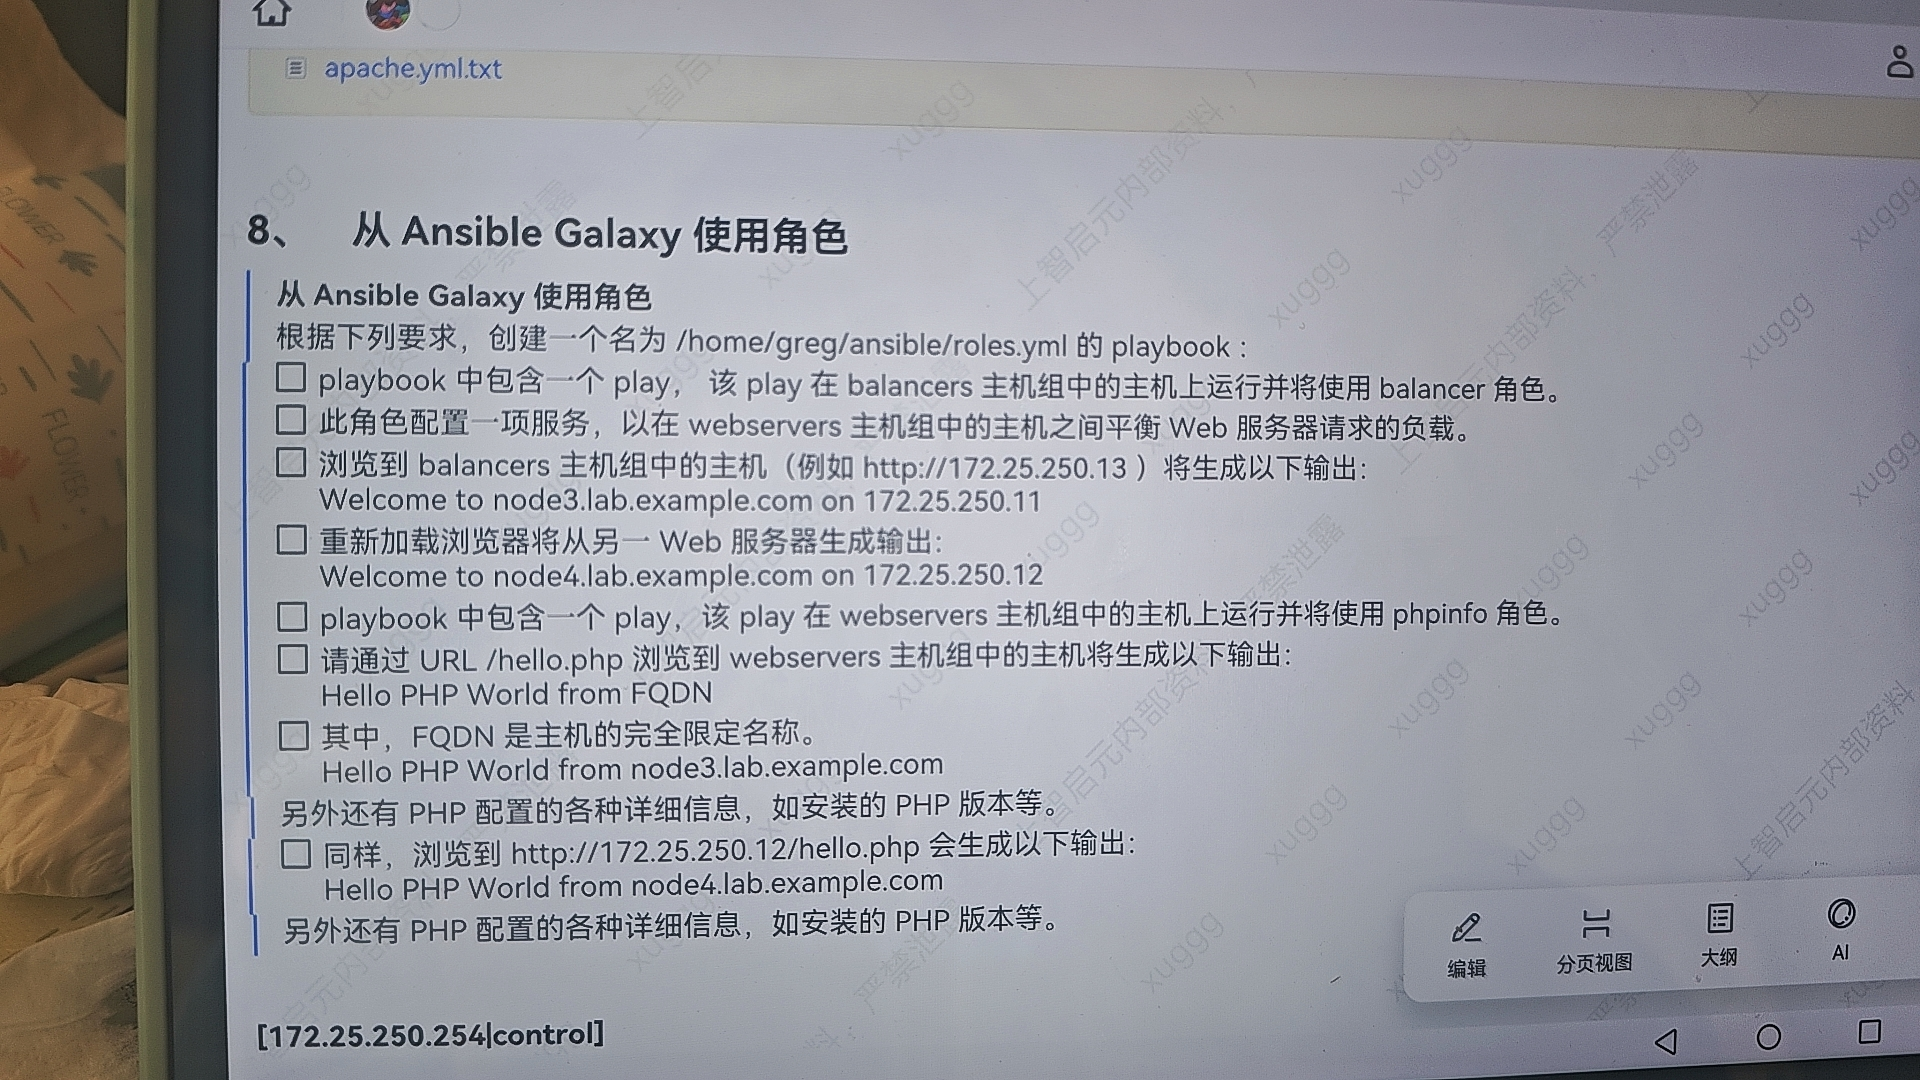 apache.yml.txt
8、 从 Ansible Galaxy 使用角色
从 Ansible Galaxy 使用角色
根据下列要求，创建一个名为 /home/greg/ansible/roles.yml 的 playbook :
playbook 中包含一个 play， 该 play 在 balancers 主机组中的主机上运行并将使用 balancer 角色。
此角色配置一项服务，以在 webservers 主机组中的主机之间平衡 Web 服务器请求的负载。
浏览到 balancers 主机组中的主机（例如 http://172.25.250.13 ）将生成以下输出:
Welcome to node3.lab.example.com on 172.25.250.11
重新加载浏览器将从另一 Web 服务器生成输出:
Welcome to node4.lab.example.com on 172.25.250.12
playbook 中包含一个 play，该 play 在 webservers 主机组中的主机上运行并将使用 phpinfo 角色。
请通过 URL /hello.php 浏览到 webservers 主机组中的主机将生成以下输出:
Hello PHP World from FQDN
其中，FQDN 是主机的完全限定名称。
Hello PHP World from node3.lab.example.com
另外还有 PHP 配置的各种详细信息，如安装的 PHP 版本等。
同样，浏览到 http://172.25.250.12/hello.php 会生成以下输出:
Hello PHP World from node4.lab.example.com
另外还有 PHP 配置的各种详细信息，如安装的 PHP 版本等。
[172.25.250.254|control]
编辑 分页视图 大纲 AI
上智启元内部资料，严禁泄露
xuggg
FLOWER